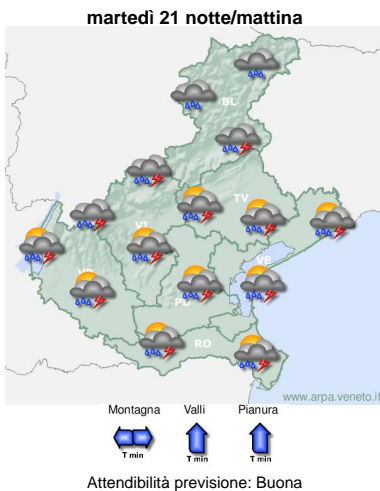 martedì 21 notte/mattina
BL
TV
VI
VE
PD
RO
www.arpa.veneto.it
Montagna Valli Pianura
T min T min T min
Attendibilità previsione: Buona